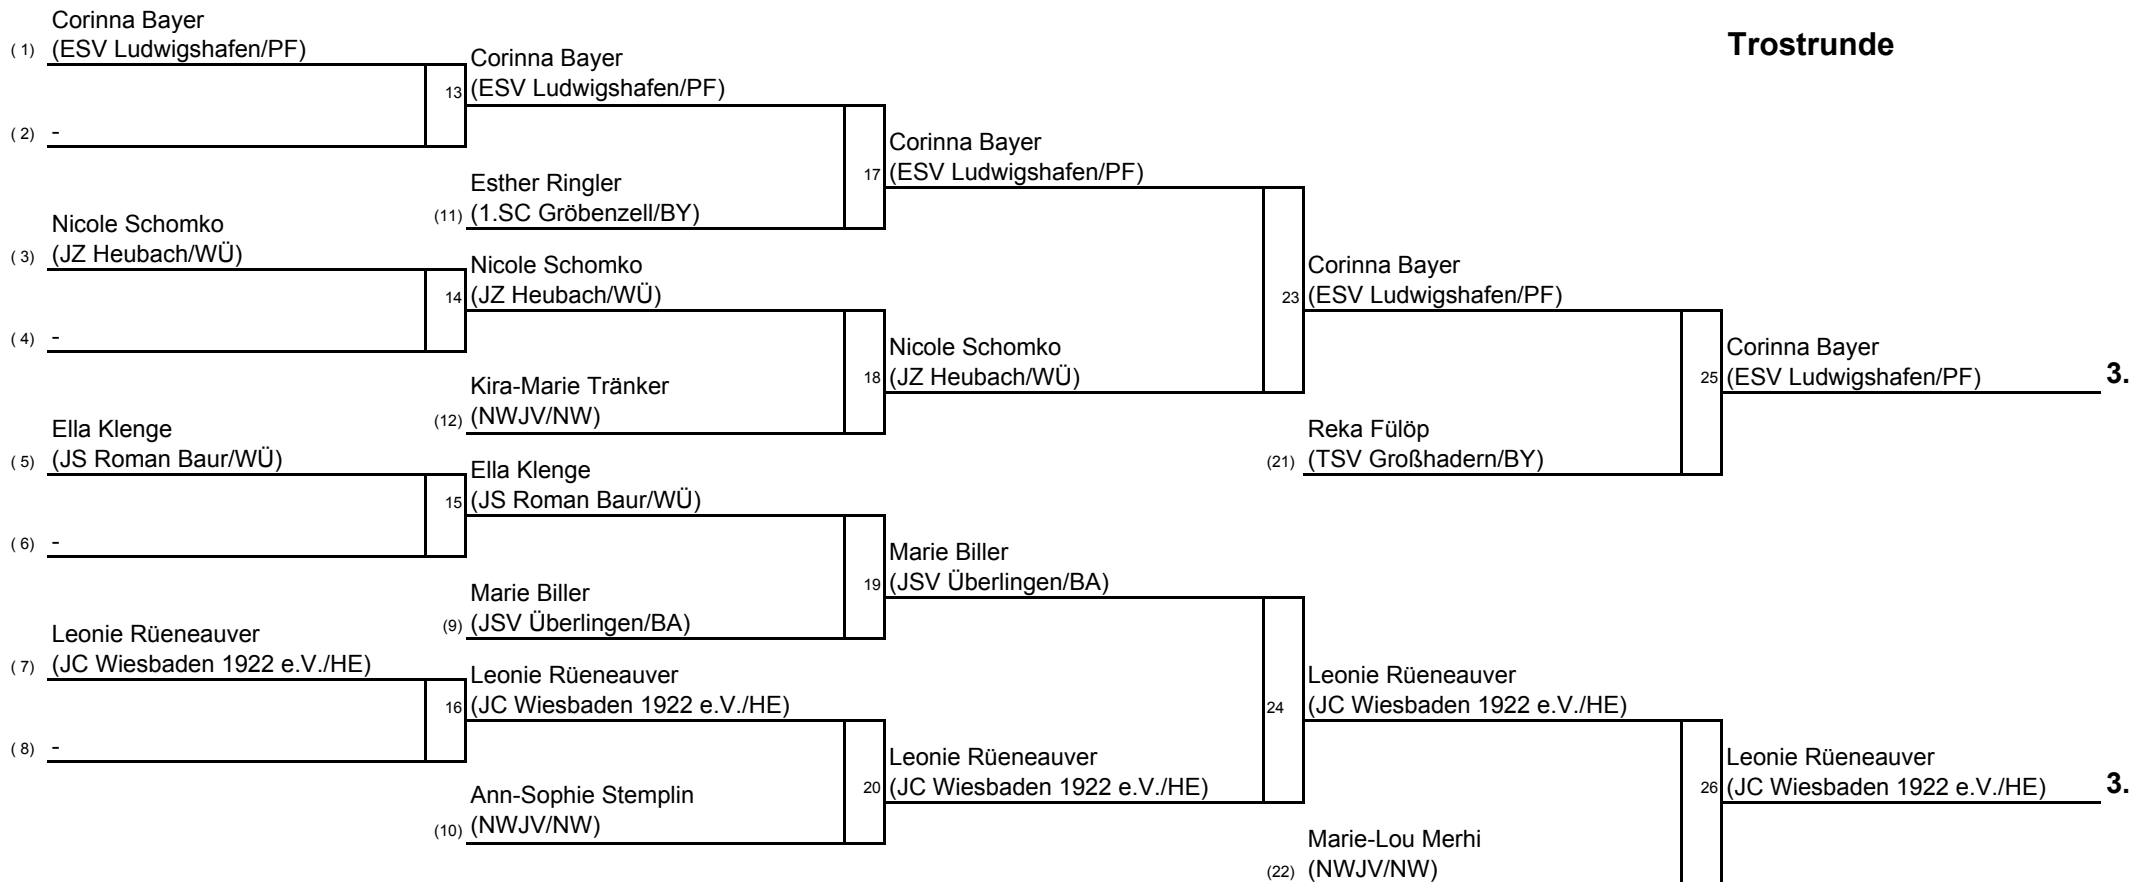 Trostrunde
Corinna Bayer
( 1) (ESV Ludwigshafen/PF)
( 2) -
Nicole Schomko
( 3) (JZ Heubach/WÜ)
( 4) -
Ella Klenge
( 5) (JS Roman Baur/WÜ)
( 6) -
Leonie Rüeneauver
( 7) (JC Wiesbaden 1922 e.V./HE)
( 8) -
Corinna Bayer
13 (ESV Ludwigshafen/PF)
Esther Ringler
(11) (1.SC Gröbenzell/BY)
Nicole Schomko
14 (JZ Heubach/WÜ)
Kira-Marie Tränker
(12) (NWJV/NW)
Ella Klenge
15 (JS Roman Baur/WÜ)
Marie Biller
(9) (JSV Überlingen/BA)
Leonie Rüeneauver
16 (JC Wiesbaden 1922 e.V./HE)
Ann-Sophie Stemplin
(10) (NWJV/NW)
Corinna Bayer
17 (ESV Ludwigshafen/PF)
Nicole Schomko
18 (JZ Heubach/WÜ)
Marie Biller
19 (JSV Überlingen/BA)
Leonie Rüeneauver
20 (JC Wiesbaden 1922 e.V./HE)
Corinna Bayer
23 (ESV Ludwigshafen/PF)
Reka Fülöp
(21) (TSV Großhadern/BY)
Leonie Rüeneauver
24 (JC Wiesbaden 1922 e.V./HE)
Marie-Lou Merhi
(22) (NWJV/NW)
Corinna Bayer
25 (ESV Ludwigshafen/PF) 3.
Leonie Rüeneauver
26 (JC Wiesbaden 1922 e.V./HE) 3.